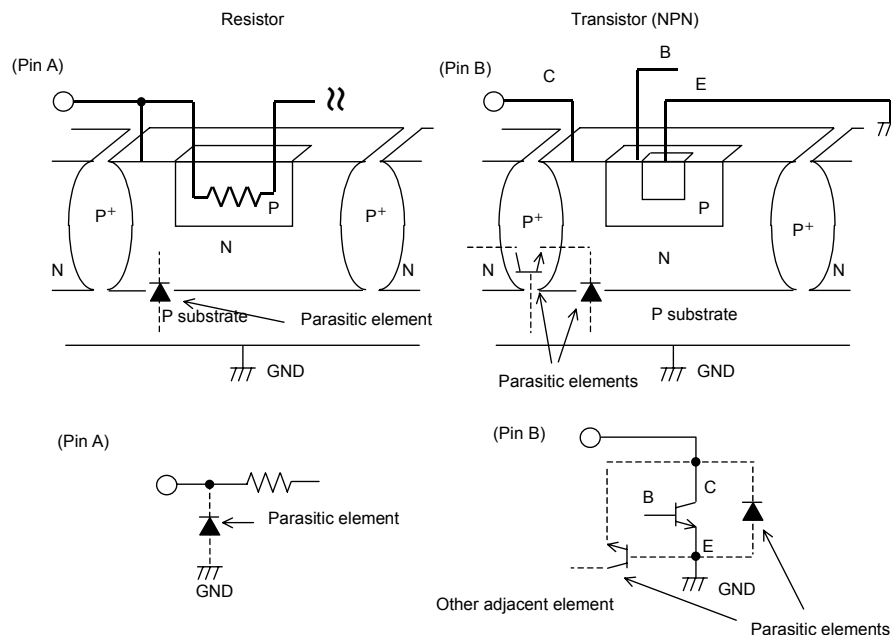 Resistor
Transistor (NPN)
(Pin A)
(Pin B)
C
B
E
P+
P
P+
N
N
N
P substrate
Parasitic element
GND
P+
P
P+
N
N
N
P substrate
Parasitic elements
GND
(Pin A)
Parasitic element
GND
(Pin B)
C
B
E
GND
Other adjacent element
Parasitic elements